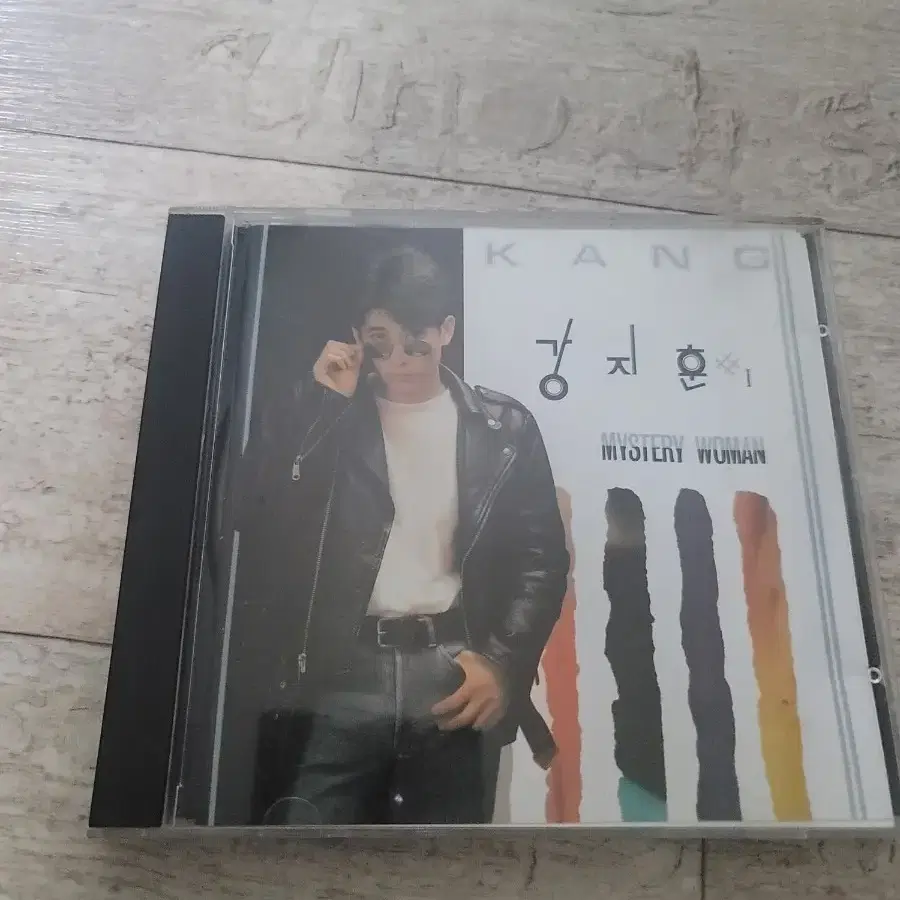 KANG
강지훈 I
MYSTERY WOMAN